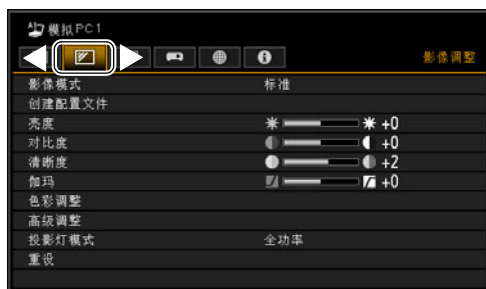 模拟PC1
影像调整
影像模式 标准
创建配置文件
亮度 +0
对比度 +0
清晰度 +2
伽玛 +0
色彩调整
高级调整
投影灯模式 全功率
重设